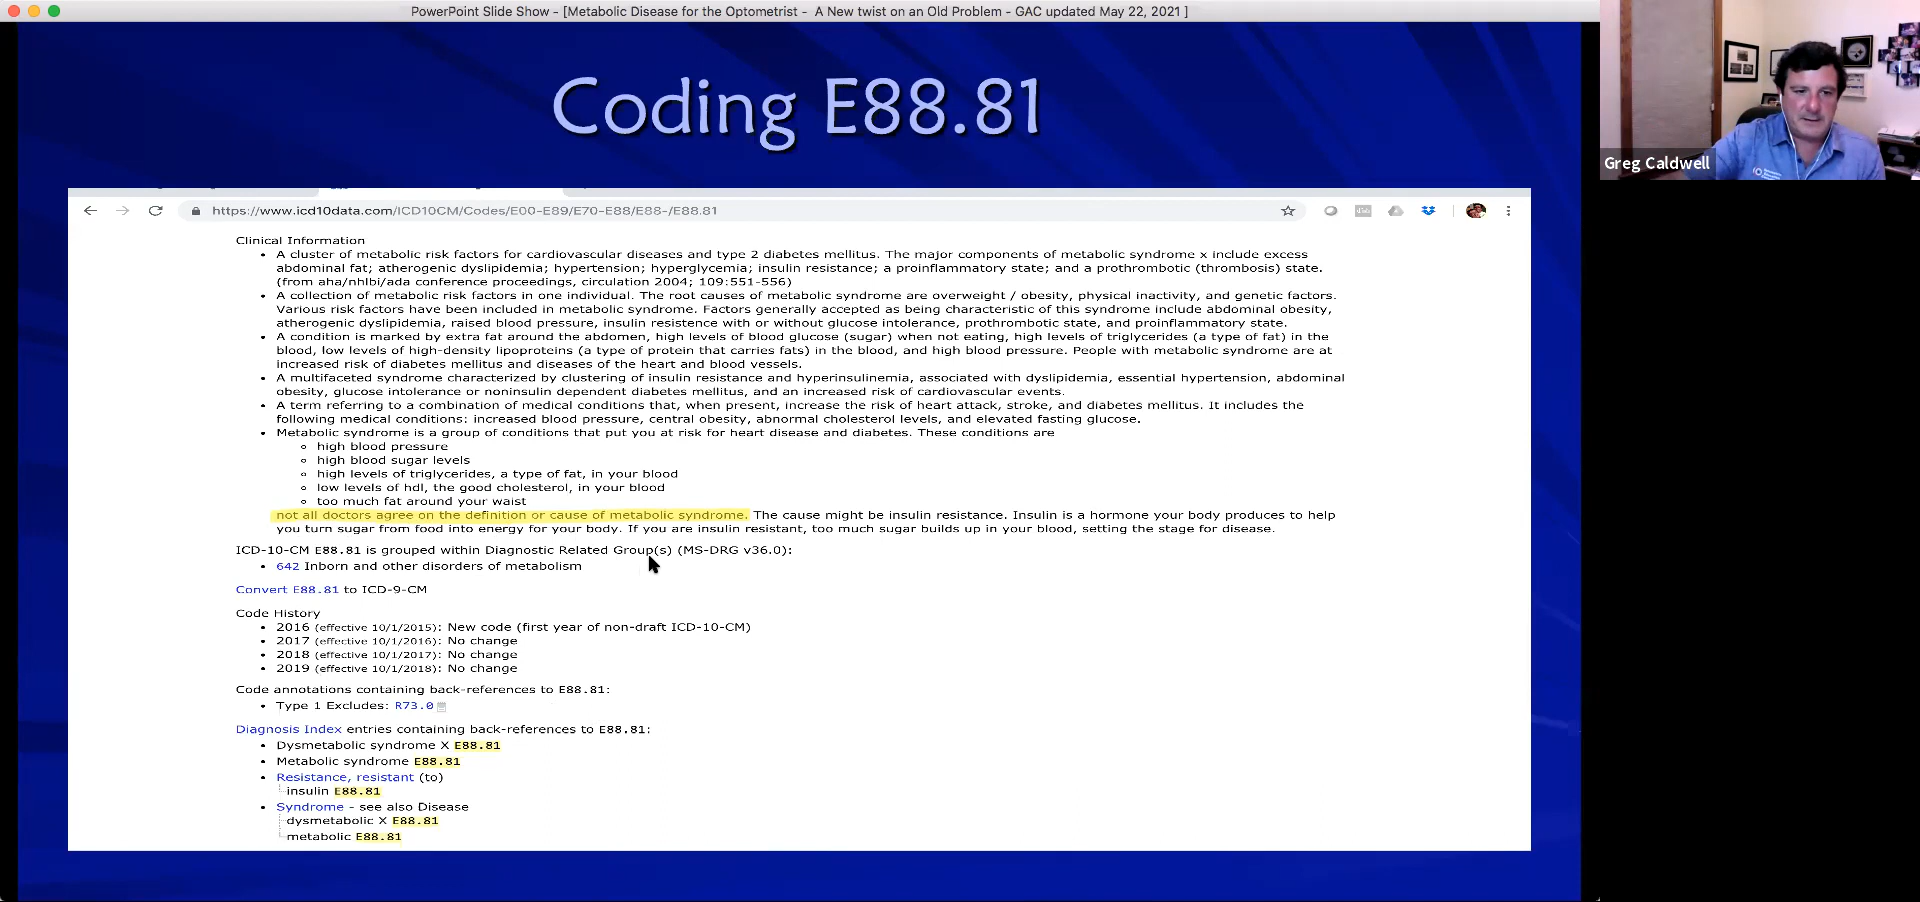 PowerPoint Slide Show - [Metabolic Disease for the Optometrist - A New twist on an Old Problem - GAC updated May 22, 2021 ]
Coding E88.81
Greg Caldwell
https://www.icd10data.com/ICD10CM/Codes/E00-E89/E70-E88/E88-/E88.81
Clinical Information
• A cluster of metabolic risk factors for cardiovascular diseases and type 2 diabetes mellitus. The major components of metabolic syndrome x include excess
abdominal fat; atherogenic dyslipidemia; hypertension; hyperglycemia; insulin resistance; a proinflammatory state; and a prothrombotic (thrombosis) state.
(from aha/nhlbi/ada conference proceedings, circulation 2004; 109:551-556)
• A collection of metabolic risk factors in one individual. The root causes of metabolic syndrome are overweight / obesity, physical inactivity, and genetic factors.
Various risk factors have been included in metabolic syndrome. Factors generally accepted as being characteristic of this syndrome include abdominal obesity,
atherogenic dyslipidemia, raised blood pressure, insulin resistence with or without glucose intolerance, prothrombotic state, and proinflammatory state.
• A condition is marked by extra fat around the abdomen, high levels of blood glucose (sugar) when not eating, high levels of triglycerides (a type of fat) in the
blood, low levels of high-density lipoproteins (a type of protein that carries fats) in the blood, and high blood pressure. People with metabolic syndrome are at
increased risk of diabetes mellitus and diseases of the heart and blood vessels.
• A multifaceted syndrome characterized by clustering of insulin resistance and hyperinsulinemia, associated with dyslipidemia, essential hypertension, abdominal
obesity, glucose intolerance or noninsulin dependent diabetes mellitus, and an increased risk of cardiovascular events.
• A term referring to a combination of medical conditions that, when present, increase the risk of heart attack, stroke, and diabetes mellitus. It includes the
following medical conditions: increased blood pressure, central obesity, abnormal cholesterol levels, and elevated fasting glucose.
• Metabolic syndrome is a group of conditions that put you at risk for heart disease and diabetes. These conditions are
◦ high blood pressure
◦ high blood sugar levels
◦ high levels of triglycerides, a type of fat, in your blood
◦ low levels of hdl, the good cholesterol, in your blood
◦ too much fat around your waist
not all doctors agree on the definition or cause of metabolic syndrome. The cause might be insulin resistance. Insulin is a hormone your body produces to help
you turn sugar from food into energy for your body. If you are insulin resistant, too much sugar builds up in your blood, setting the stage for disease.
ICD-10-CM E88.81 is grouped within Diagnostic Related Group(s) (MS-DRG v36.0):
• 642 Inborn and other disorders of metabolism
Convert E88.81 to ICD-9-CM
Code History
• 2016 (effective 10/1/2015): New code (first year of non-draft ICD-10-CM)
• 2017 (effective 10/1/2016): No change
• 2018 (effective 10/1/2017): No change
• 2019 (effective 10/1/2018): No change
Code annotations containing back-references to E88.81:
• Type 1 Excludes: R73.0
Diagnosis Index entries containing back-references to E88.81:
• Dysmetabolic syndrome X E88.81
• Metabolic syndrome E88.81
• Resistance, resistant (to)
insulin E88.81
• Syndrome - see also Disease
dysmetabolic X E88.81
metabolic E88.81